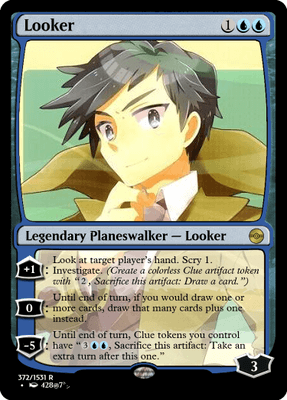 Looker 1
Legendary Planeswalker — Looker
+1: Look at target player's hand. Scry 1.
Investigate. (Create a colorless Clue artifact token
with “2, Sacrifice this artifact: Draw a card.”)
0: Until end of turn, if you would draw one or
more cards, draw that many cards plus one
instead.
-5: Until end of turn, Clue tokens you control
have “3, Sacrifice this artifact: Take an
extra turn after this one.”
3
372/1531 R
• 428@7